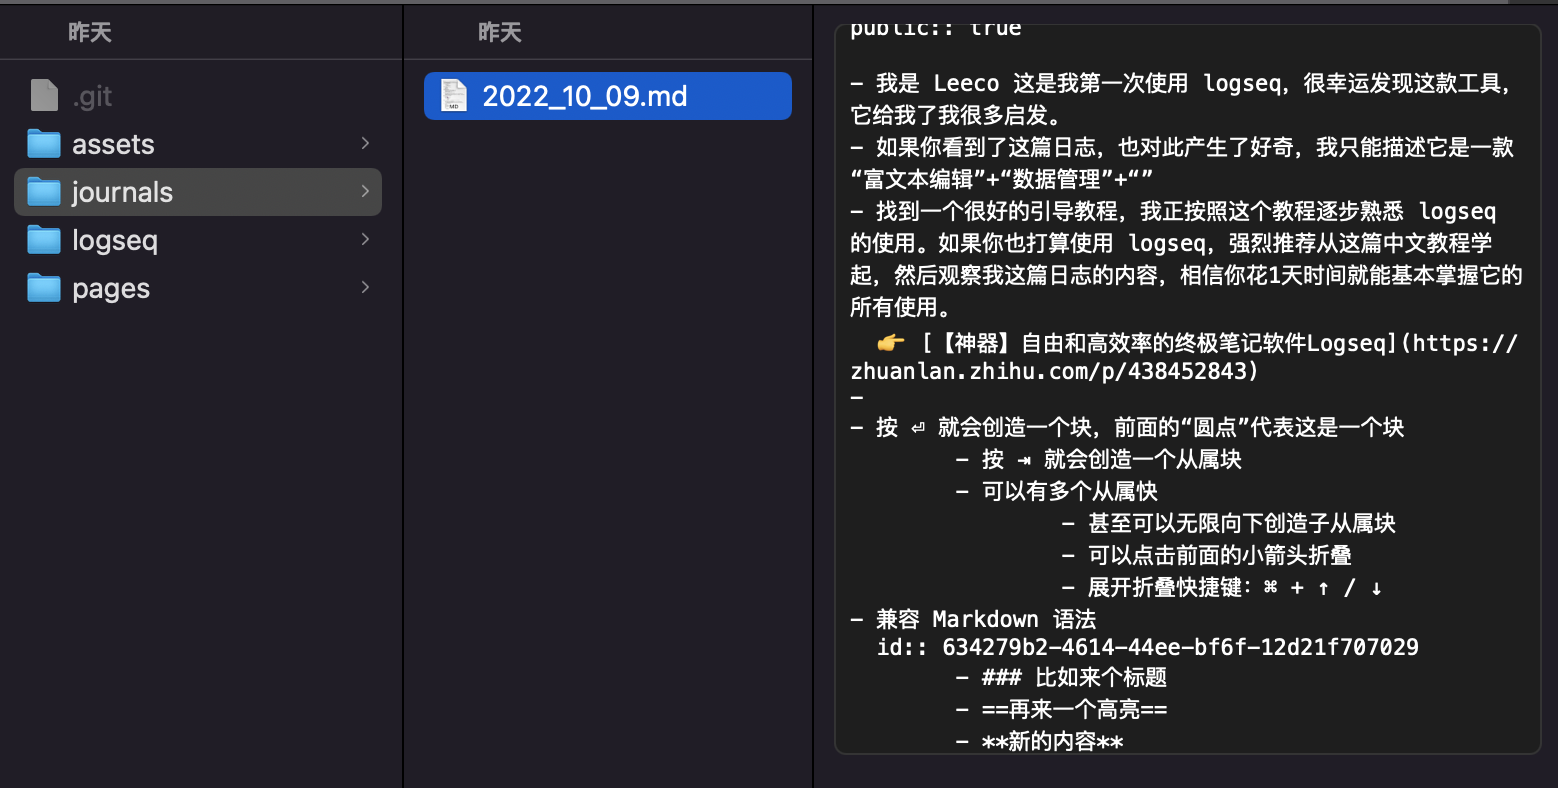 昨天
.git
assets
journals
logseq
pages
昨天
2022_10_09.md
public:: true
- 我是 Leeco 这是我第一次使用 logseq，很幸运发现这款工具，
它给我了我很多启发。
- 如果你看到了这篇日志，也对此产生了好奇，我只能描述它是一款
“富文本编辑”+“数据管理”+“”
- 找到一个很好的引导教程，我正按照这个教程逐步熟悉 logseq
的使用。如果你也打算使用 logseq，强烈推荐从这篇中文教程学
起，然后观察我这篇日志的内容，相信你花1天时间就能基本掌握它的
所有使用。
👉 [【神器】自由和高效率的终极笔记软件Logseq](https://
zhuanlan.zhihu.com/p/438452843)
-
- 按 ⏎ 就会创造一个块，前面的“圆点”代表这是一个块
- 按 ⇥ 就会创造一个从属块
- 可以有多个从属快
- 甚至可以无限向下创造子从属块
- 可以点击前面的小箭头折叠
- 展开折叠快捷键：⌘ + ↑ / ↓
- 兼容 Markdown 语法
id:: 634279b2-4614-44ee-bf6f-12d21f707029
- ### 比如来个标题
- ==再来一个高亮==
- **新的内容**